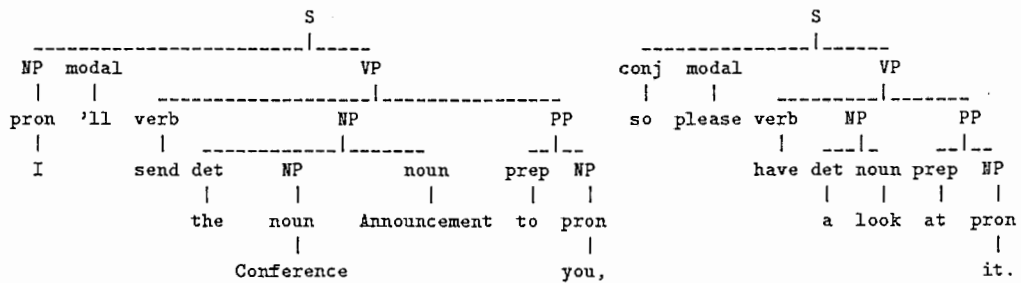 S S
NP modal VP conj modal VP
pron 'll verb NP PP so please verb NP PP
I send det NP noun prep NP have det noun prep NP
the noun Announcement to pron a look at pron
Conference you, it.